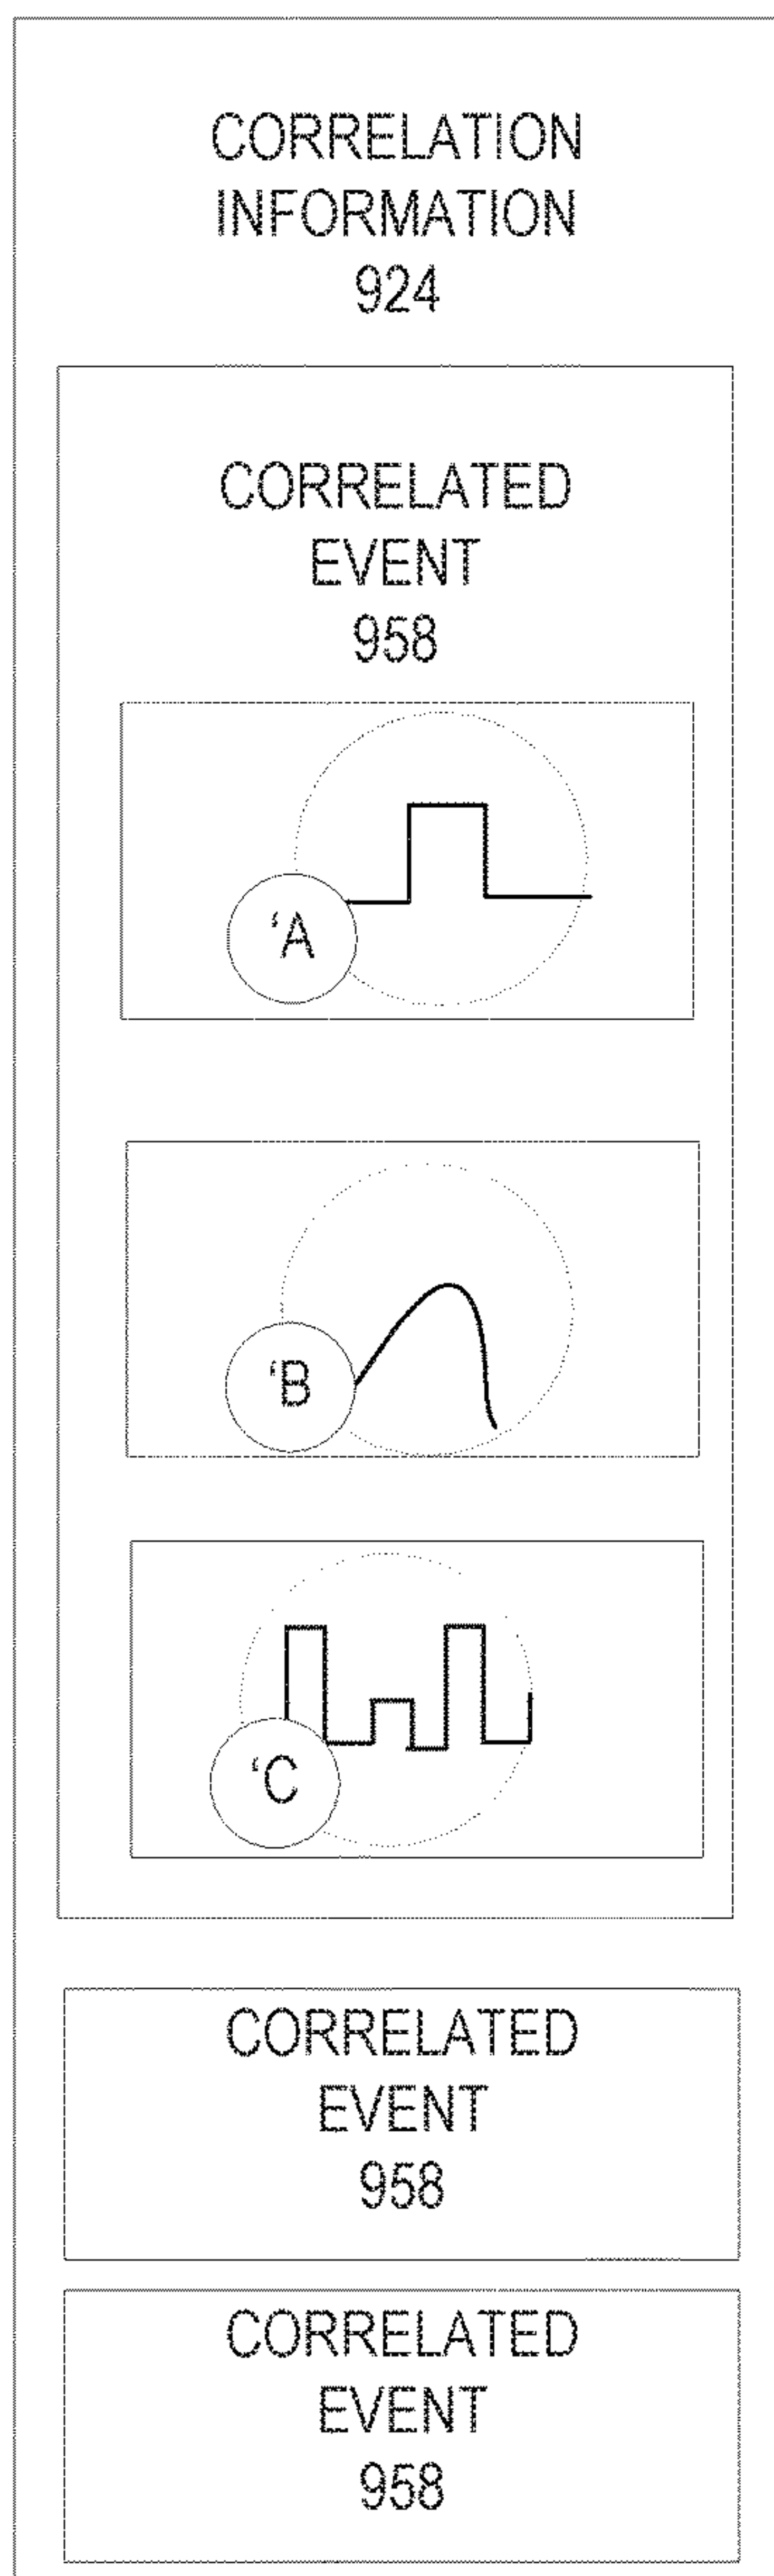 CORRELATION
INFORMATION
924
CORRELATED
EVENT
958
‘A
‘B
‘C
CORRELATED
EVENT
958
CORRELATED
EVENT
958